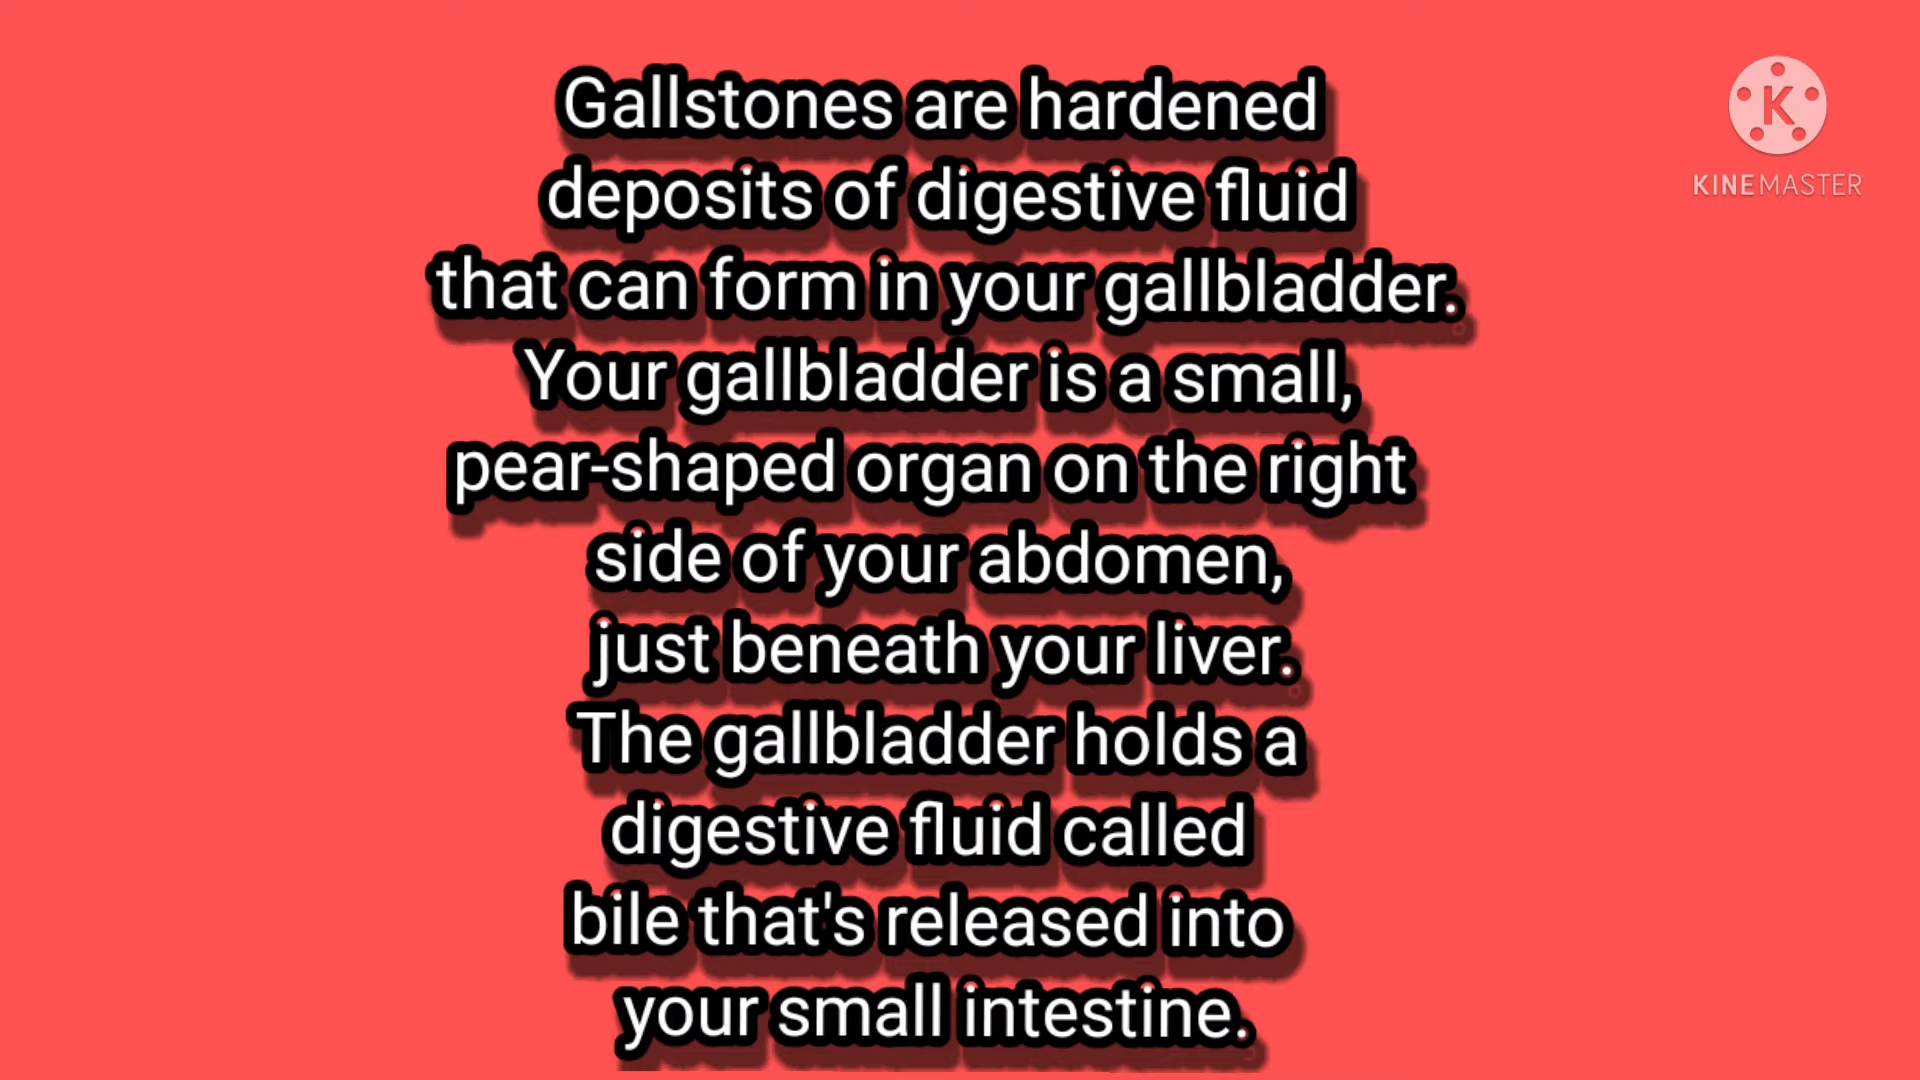 Gallstones are hardened
deposits of digestive fluid
that can form in your gallbladder.
Your gallbladder is a small,
pear-shaped organ on the right
side of your abdomen,
just beneath your liver.
The gallbladder holds a
digestive fluid called
bile that's released into
your small intestine.
K
KINEMASTER